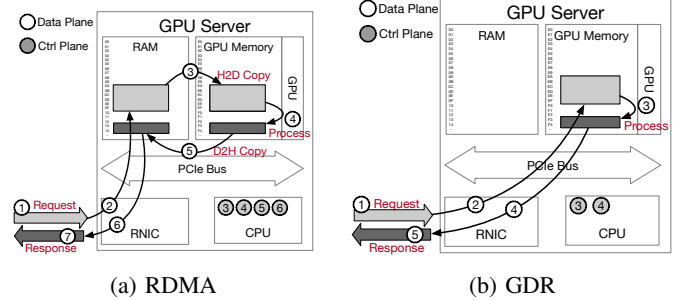 Data Plane
Ctrl Plane
GPU Server
RAM
GPU Memory
GPU
3
H2D Copy
4
Process
5
D2H Copy
PCIe Bus
1
Request
2
6
7
Response
RNIC
3 4 5 6
CPU
(a) RDMA
Data Plane
Ctrl Plane
GPU Server
RAM
GPU Memory
GPU
3
Process
PCIe Bus
1
Request
2
4
5
Response
RNIC
3 4
CPU
(b) GDR